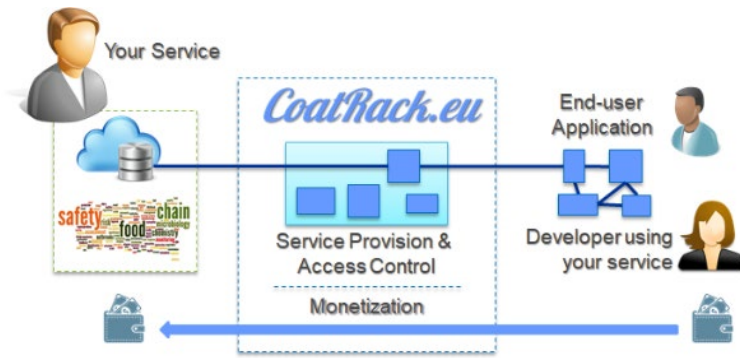 Your Service
CoatRack.eu
End-user
Application
safety
chain
food
Service Provision &
Access Control
Developer using
your service
Monetization